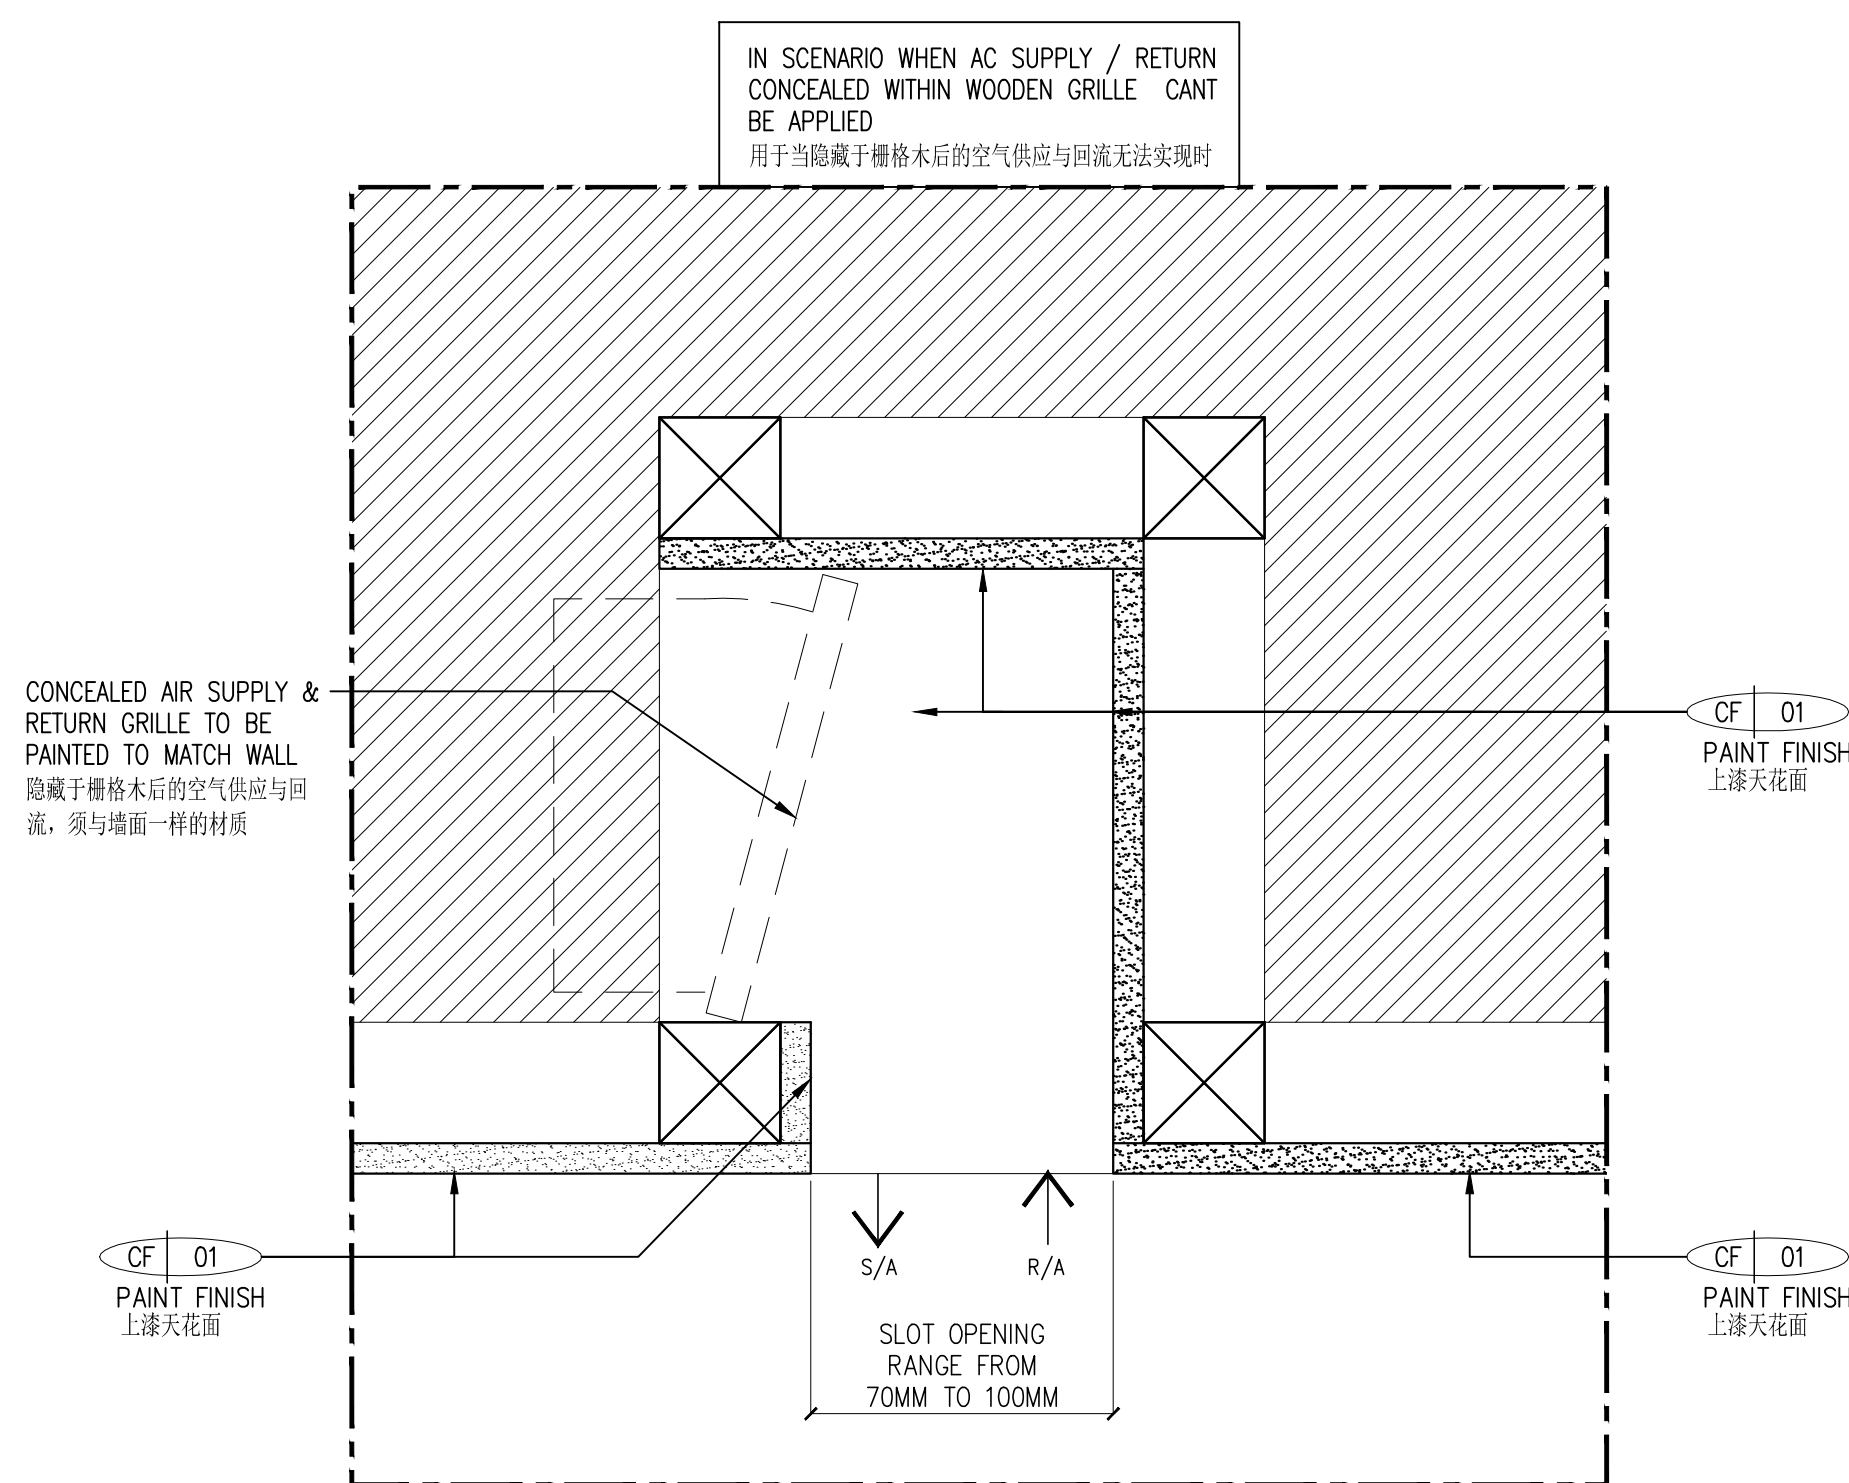 IN SCENARIO WHEN AC SUPPLY / RETURN
CONCEALED WITHIN WOODEN GRILLE CANT
BE APPLIED
用于当隐藏于栅格木后的空气供应与回流无法实现时
CONCEALED AIR SUPPLY &
RETURN GRILLE TO BE
PAINTED TO MATCH WALL
隐藏于栅格木后的空气供应与回
流，须与墙面一样的材质
CF 01
PAINT FINISH
上漆天花面
CF 01
PAINT FINISH
上漆天花面
S/A
R/A
CF 01
PAINT FINISH
上漆天花面
SLOT OPENING
RANGE FROM
70MM TO 100MM